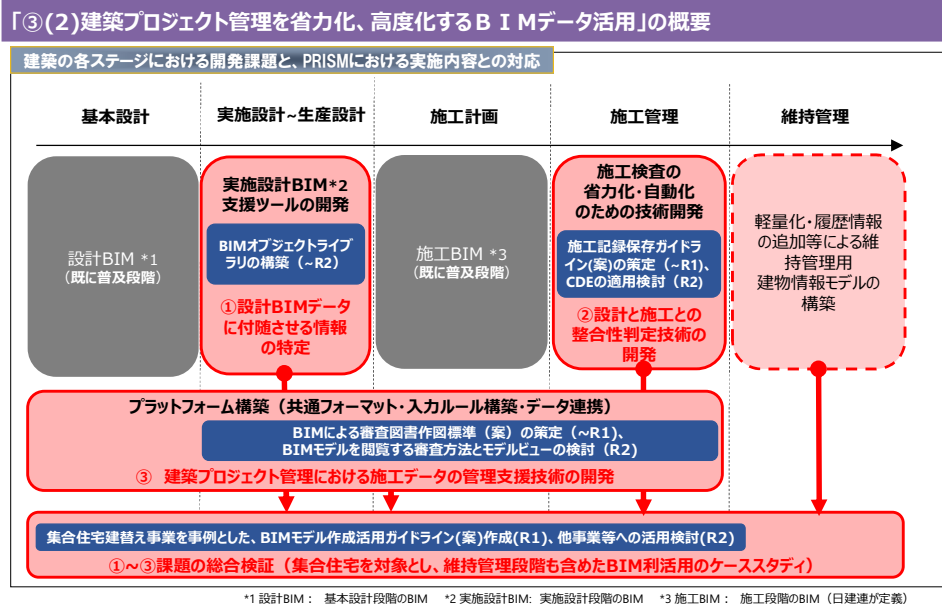 「③(2)建築プロジェクト管理を省力化、高度化するＢＩＭデータ活用」の概要
建築の各ステージにおける開発課題と、PRISMにおける実施内容との対応
基本設計
実施設計~生産設計
施工計画
施工管理
維持管理
設計BIM *1
（既に普及段階）
実施設計BIM*2
支援ツールの開発
BIMオブジェクトライブ
ラリの構築（~R2）
①設計BIMデータ
に付随させる情報
の特定
施工BIM *3
（既に普及段階）
施工検査の
省力化・自動化
のための技術開発
施工記録保存ガイドラ
イン(案)の策定（~R1)、
CDEの適用検討（R2)
②設計と施工との
整合性判定技術の
開発
軽量化・履歴情報
の追加等による維
持管理用
建物情報モデルの
構築
プラットフォーム構築（共通フォーマット・入力ルール構築・データ連携）
BIMによる審査図書作図標準（案）の策定（~R1）、
BIMモデルを閲覧する審査方法とモデルビューの検討（R2）
③ 建築プロジェクト管理における施工データの管理支援技術の開発
集合住宅建替え事業を事例とした、BIMモデル作成活用ガイドライン(案)作成(R1)、他事業等への活用検討(R2)
①~③課題の総合検証（集合住宅を対象とし、維持管理段階も含めたBIM利活用のケーススタディ）
*1 設計BIM： 基本設計段階のBIM *2 実施設計BIM: 実施設計段階のBIM *3 施工BIM： 施工段階のBIM（日建連が定義）